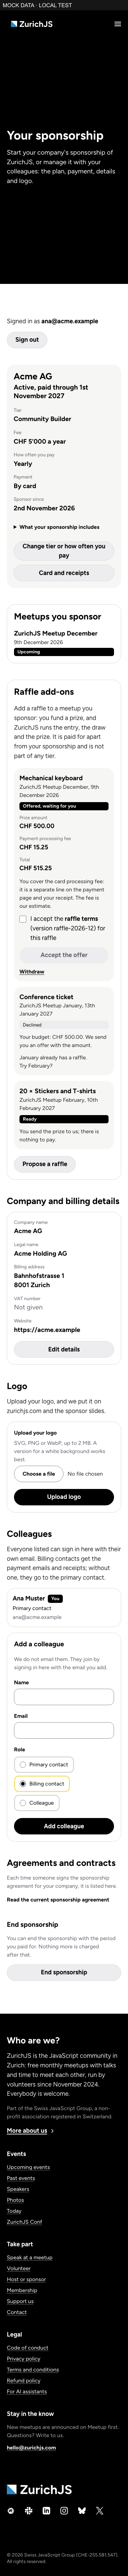 MOCK DATA · LOCAL TEST
ZurichJS
Your sponsorship
Start your company's sponsorship of
ZurichJS, or manage it with your
colleagues: the plan, payment, details
and logo.
Signed in as ana@acme.example
Sign out
Acme AG
Active, paid through 1st
November 2027
Tier
Community Builder
Fee
CHF 5'000 a year
How often you pay
Yearly
Payment
By card
Sponsor since
2nd November 2026
What your sponsorship includes
Change tier or how often you
pay
Card and receipts
Meetups you sponsor
ZurichJS Meetup December
9th December 2026
Upcoming
Raffle add-ons
Add a raffle to a meetup you
sponsor: you fund a prize, and
ZurichJS runs the entry, the draw
and the prize. It is paid for apart
from your sponsorship and is not
part of any tier.
Mechanical keyboard
ZurichJS Meetup December, 9th
December 2026
Offered, waiting for you
Prize amount
CHF 500.00
Payment processing fee
CHF 15.25
Total
CHF 515.25
You cover the card processing fee:
it is a separate line on the payment
page and your receipt. The fee is
our estimate.
I accept the raffle terms
(version raffle-2026-12) for
this raffle
Accept the offer
Withdraw
Conference ticket
ZurichJS Meetup January, 13th
January 2027
Declined
Your budget: CHF 500.00. We send
you an offer with the amount.
January already has a raffle.
Try February?
20 × Stickers and T-shirts
ZurichJS Meetup February, 10th
February 2027
Ready
You send the prize to us; there is
nothing to pay.
Propose a raffle
Company and billing details
Company name
Acme AG
Legal name
Acme Holding AG
Billing address
Bahnhofstrasse 1
8001 Zurich
VAT number
Not given
Website
https://acme.example
Edit details
Logo
Upload your logo, and we put it on
zurichjs.com and the sponsor slides.
Upload your logo
SVG, PNG or WebP, up to 2 MB. A
version for a white background works
best.
Choose a file
No file chosen
Upload logo
Colleagues
Everyone listed can sign in here with their
own email. Billing contacts get the
payment emails and receipts; without
one, they go to the primary contact.
Ana Muster You
Primary contact
ana@acme.example
Add a colleague
We do not email them. They join by
signing in here with the email you add.
Name
Email
Role
Primary contact
Billing contact
Colleague
Add colleague
Agreements and contracts
Each time someone signs the sponsorship
agreement for your company, it is listed here.
Read the current sponsorship agreement
End sponsorship
You can end the sponsorship with the period
you paid for. Nothing more is charged
after that.
End sponsorship
Who are we?
ZurichJS is the JavaScript community in
Zurich: free monthly meetups with talks
and time to meet each other, run by
volunteers since November 2024.
Everybody is welcome.
Part of the Swiss JavaScript Group, a non-
profit association registered in Switzerland.
More about us
Events
Upcoming events
Past events
Speakers
Photos
Today
ZurichJS Conf
Take part
Speak at a meetup
Volunteer
Host or sponsor
Membership
Support us
Contact
Legal
Code of conduct
Privacy policy
Terms and conditions
Refund policy
For AI assistants
Stay in the know
New meetups are announced on Meetup first.
Questions? Write to us.
hello@zurichjs.com
ZurichJS
© 2026 Swiss JavaScript Group (CHE-255.581.547).
All rights reserved.